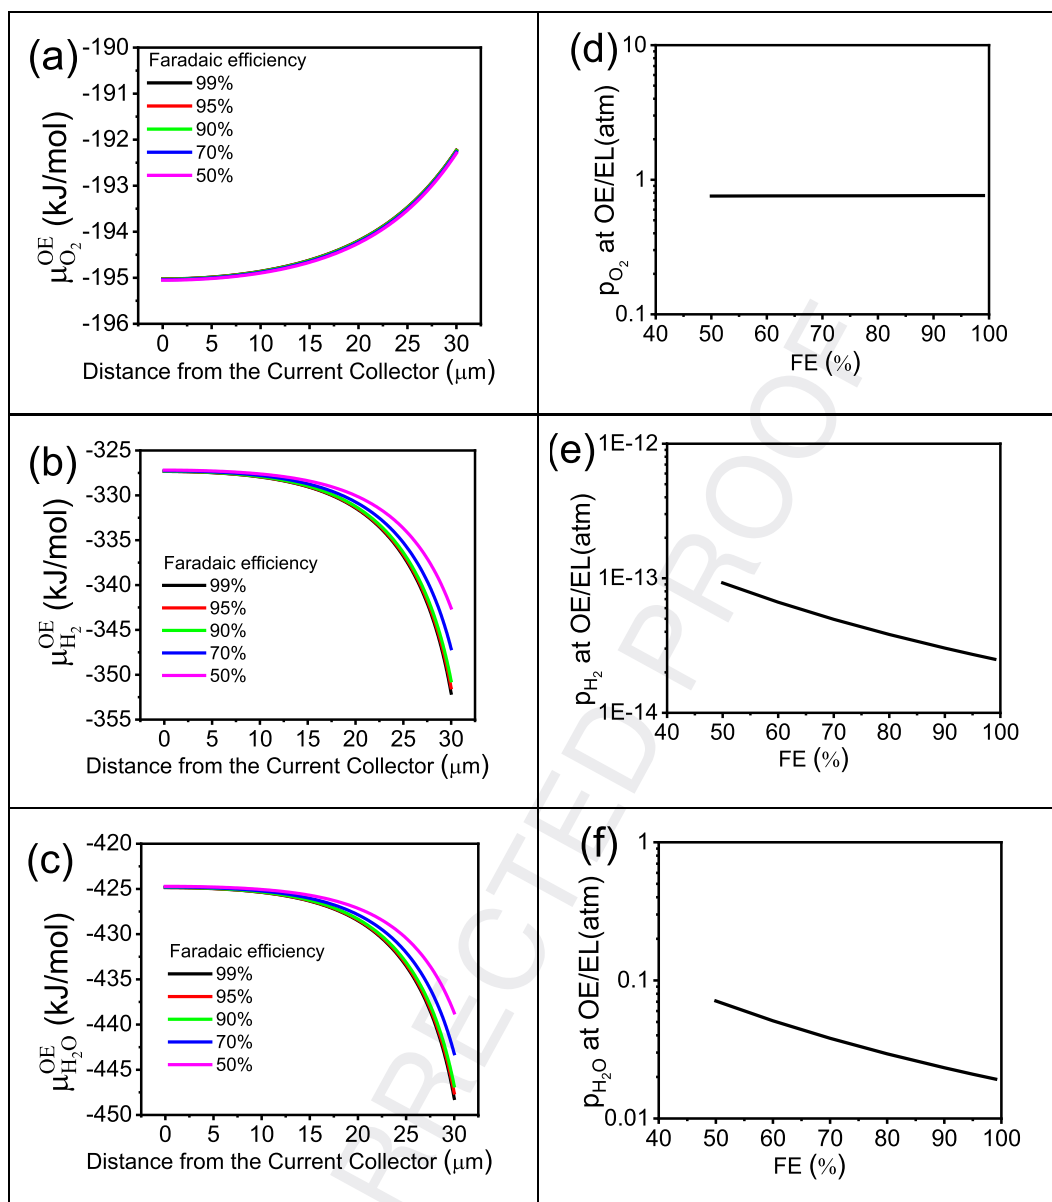 (a)
-190
-191
-192
-193
-194
-195
-196
μ^OE_O2 (kJ/mol)
Faradaic efficiency
99%
95%
90%
70%
50%
0 5 10 15 20 25 30
Distance from the Current Collector (μm)
(d)
10
1
0.1
pO2 at OE/EL(atm)
40 50 60 70 80 90 100
FE (%)
(b)
-325
-330
-335
-340
-345
-350
-355
μ^OE_H2 (kJ/mol)
Faradaic efficiency
99%
95%
90%
70%
50%
0 5 10 15 20 25 30
Distance from the Current Collector (μm)
(e)
1E-12
1E-13
1E-14
pH2 at OE/EL(atm)
40 50 60 70 80 90 100
FE (%)
(c)
-420
-425
-430
-435
-440
-445
-450
μ^OE_H2O (kJ/mol)
Faradaic efficiency
99%
95%
90%
70%
50%
0 5 10 15 20 25 30
Distance from the Current Collector (μm)
(f)
1
0.1
0.01
pH2O at OE/EL(atm)
40 50 60 70 80 90 100
FE (%)
RECTED PROOF